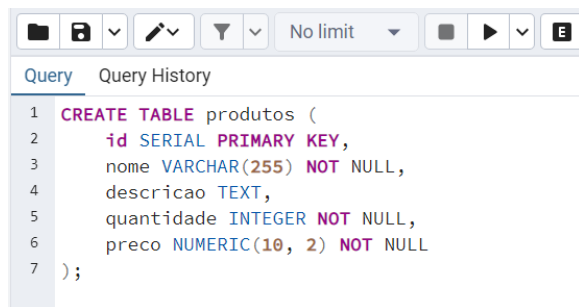 No limit
E
Query Query History
1 CREATE TABLE produtos (
2 id SERIAL PRIMARY KEY,
3 nome VARCHAR(255) NOT NULL,
4 descricao TEXT,
5 quantidade INTEGER NOT NULL,
6 preco NUMERIC(10, 2) NOT NULL
7 );